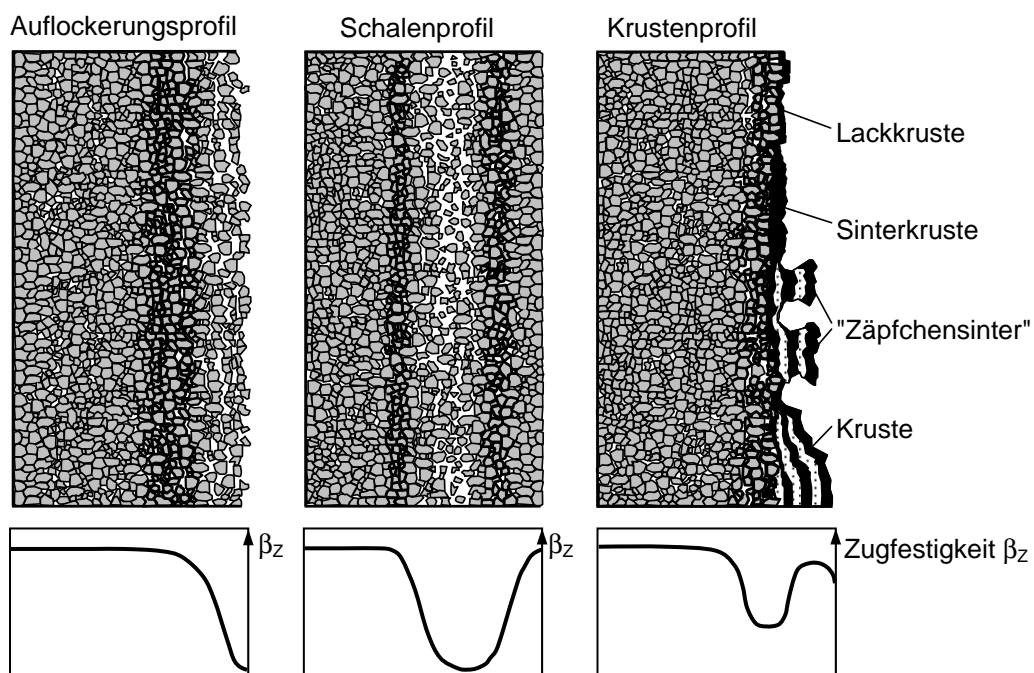 Auflockerungsprofil
Schalenprofil
Krustenprofil
Lackkruste
Sinterkruste
"Zäpfchensinter"
Kruste
βZ
βZ
Zugfestigkeit βZ